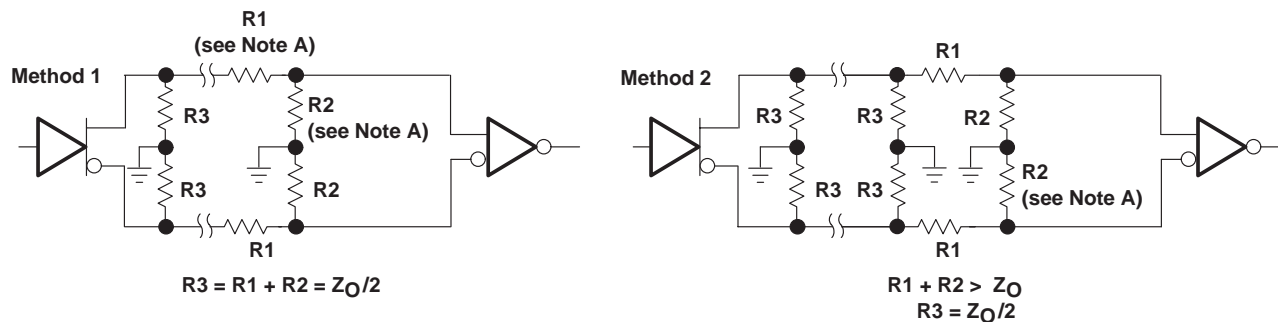 R1
(see Note A)
Method 1
R3
R2
(see Note A)
R3
R2
R1
R3 = R1 + R2 = ZO/2
R1
Method 2
R3
R3
R2
R3
R3
R2
(see Note A)
R1
R1 + R2 > ZO
R3 = ZO/2